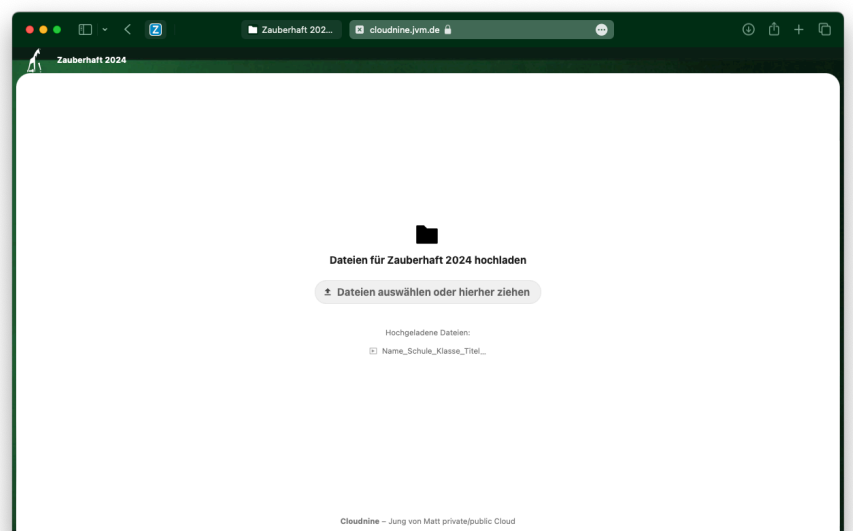 Z
Zauberhaft 202...
cloudnine.jvm.de
Zauberhaft 2024
Dateien für Zauberhaft 2024 hochladen
Dateien auswählen oder hierher ziehen
Hochgeladene Dateien:
Name_Schule_Klasse_Titel_
Cloudnine – Jung von Matt private/public Cloud